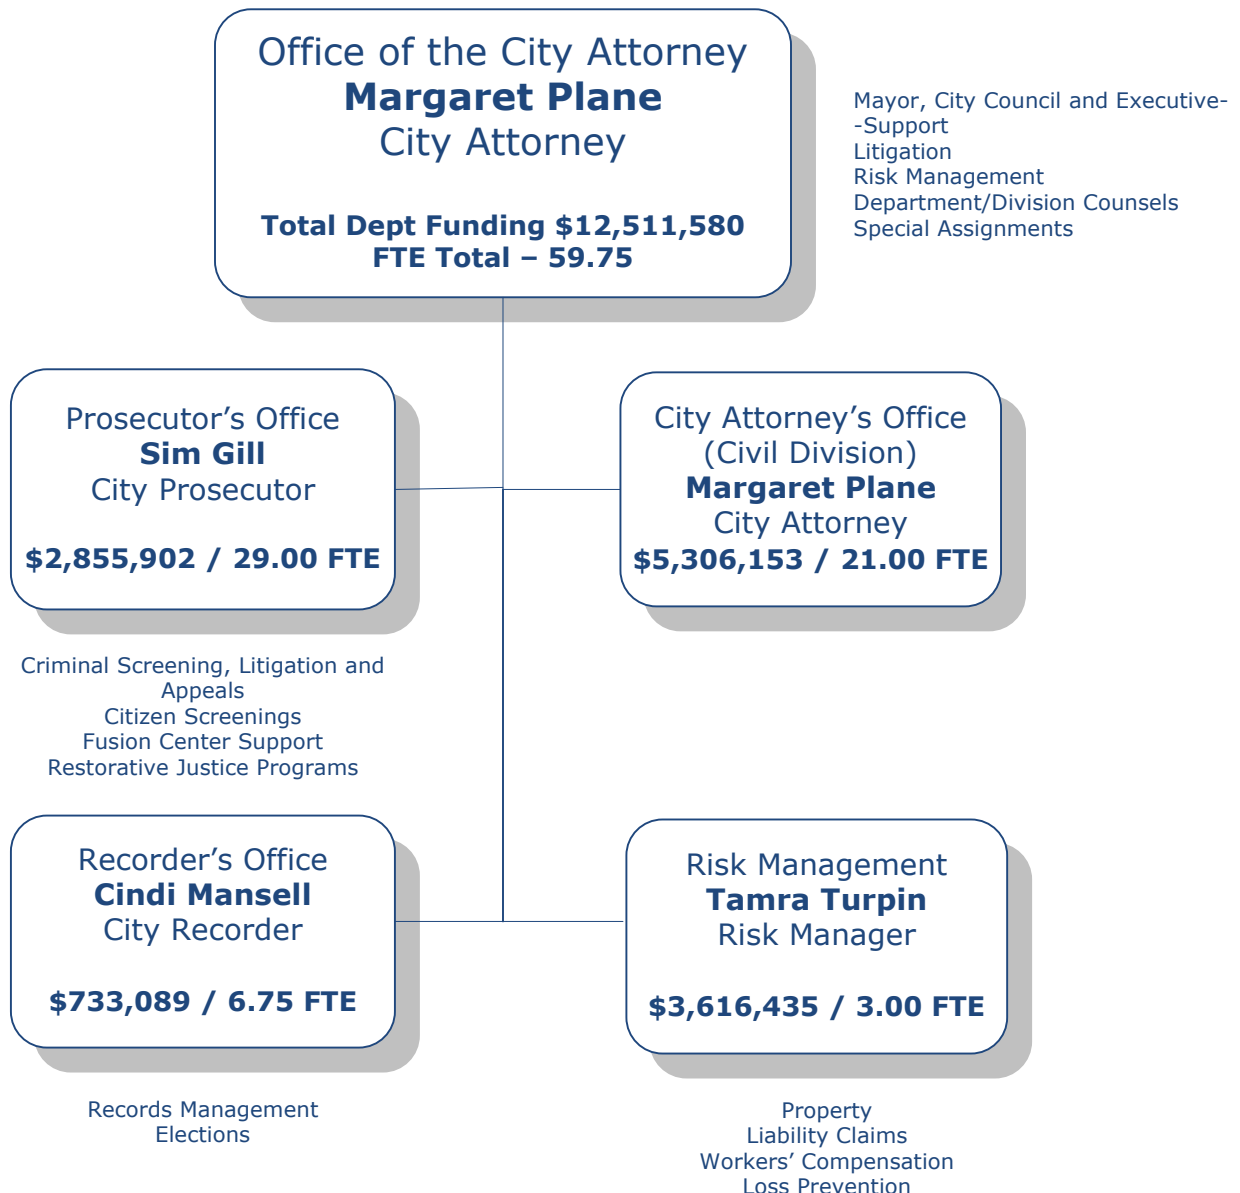 Office of the City Attorney
Margaret Plane
City Attorney
Total Dept Funding $12,511,580
FTE Total – 59.75
Mayor, City Council and Executive-
-Support
Litigation
Risk Management
Department/Division Counsels
Special Assignments
Prosecutor’s Office
Sim Gill
City Prosecutor
$2,855,902 / 29.00 FTE
City Attorney’s Office
(Civil Division)
Margaret Plane
City Attorney
$5,306,153 / 21.00 FTE
Criminal Screening, Litigation and
Appeals
Citizen Screenings
Fusion Center Support
Restorative Justice Programs
Recorder’s Office
Cindi Mansell
City Recorder
$733,089 / 6.75 FTE
Risk Management
Tamra Turpin
Risk Manager
$3,616,435 / 3.00 FTE
Records Management
Elections
Property
Liability Claims
Workers’ Compensation
Loss Prevention